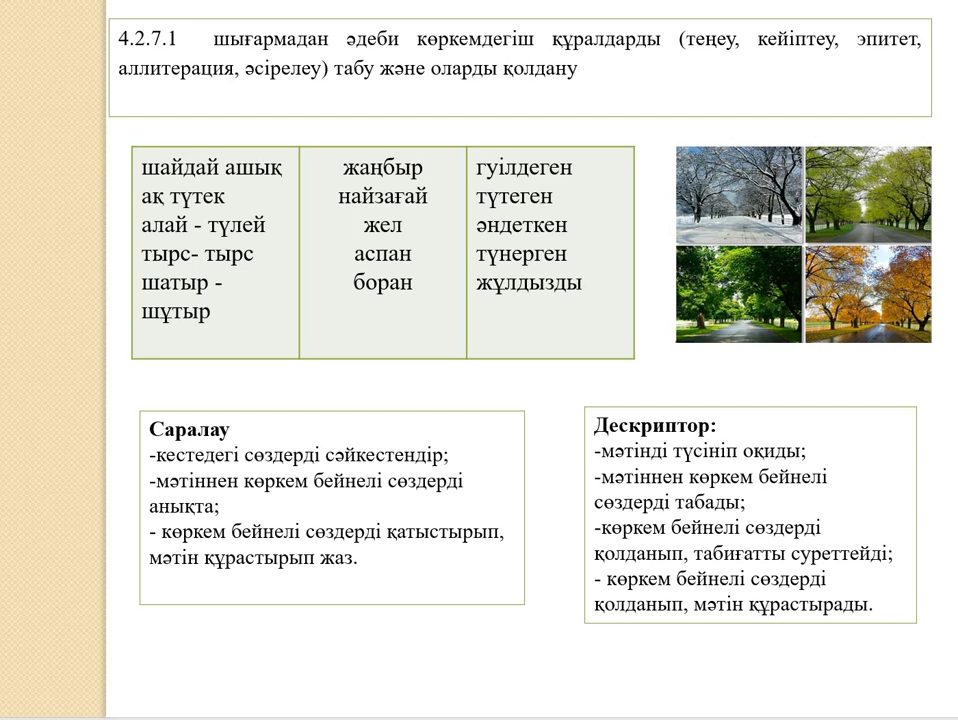 4.2.7.1 шығармадан әдеби көркемдегіш құралдарды (теңеу, кейіптеу, эпитет,
аллитерация, әсірелеу) табу және оларды қолдану
шайдай ашық
ақ түтек
алай - түлей
тырс- тырс
шатыр -
шұтыр
жаңбыр
найзағай
жел
аспан
боран
гуілдеген
түтеген
әндеткен
түнерген
жұлдызды
Саралау
-кестедегі сөздерді сәйкестендір;
-мәтіннен көркем бейнелі сөздерді
анықта;
- көркем бейнелі сөздерді қатыстырып,
мәтін құрастырып жаз.
Дескриптор:
-мәтінді түсініп оқиды;
-мәтіннен көркем бейнелі
сөздерді табады;
-көркем бейнелі сөздерді
қолданып, табиғатты суреттейді;
- көркем бейнелі сөздерді
қолданып, мәтін құрастырады.